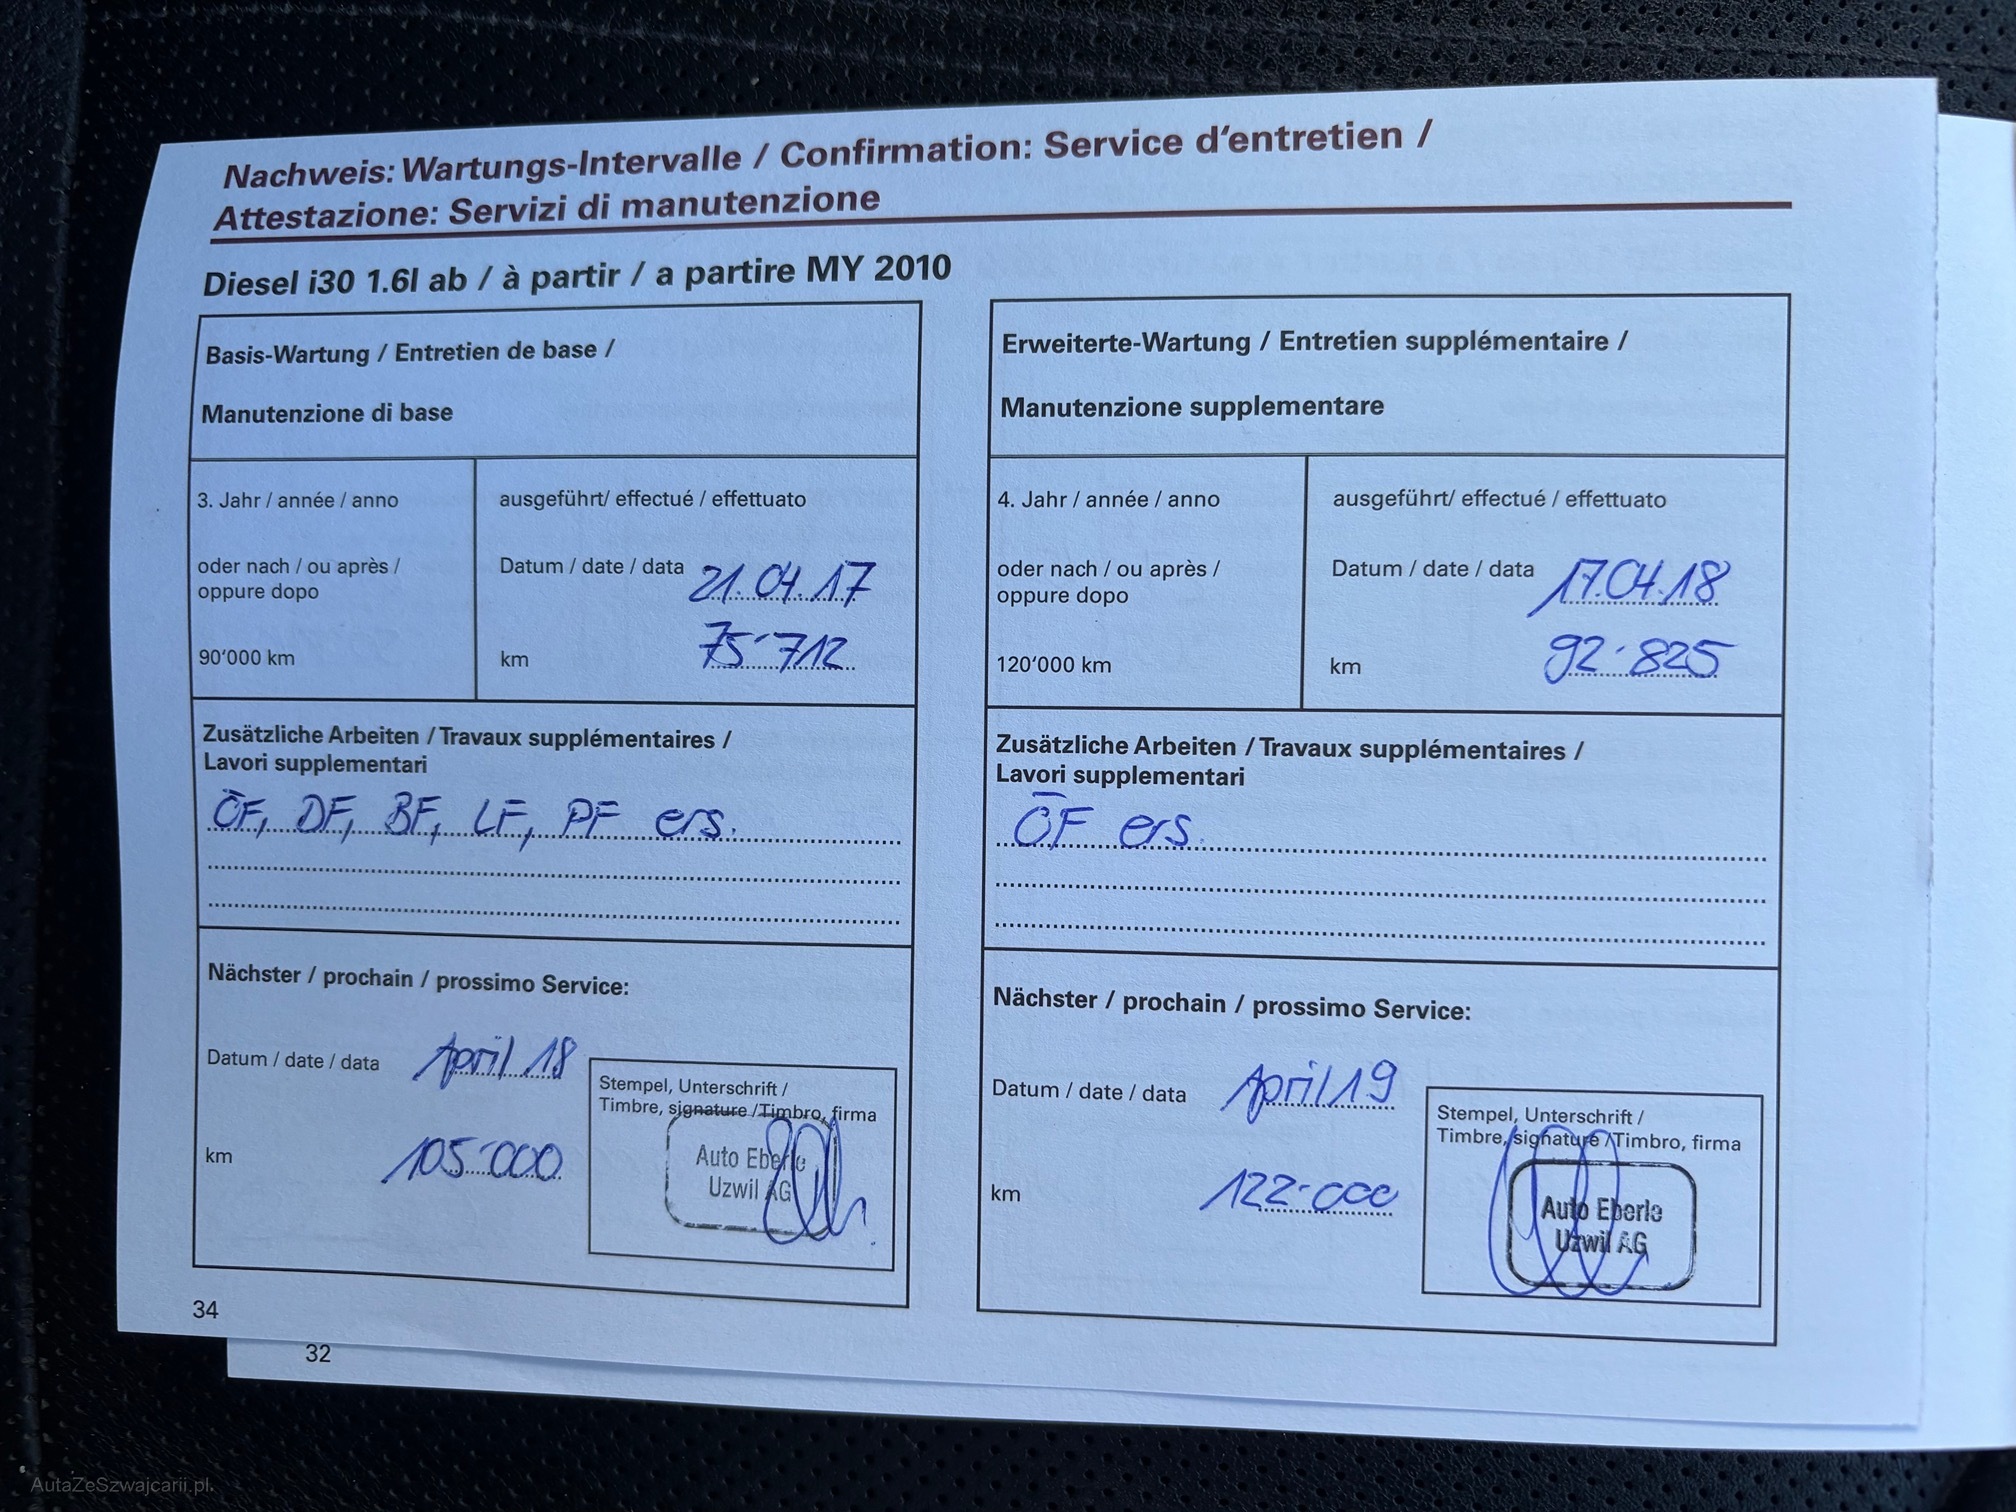 Nachweis: Wartungs-Intervalle / Confirmation: Service d'entretien /
Attestazione: Servizi di manutenzione
Diesel i30 1.6l ab / à partir / a partire MY 2010
Basis-Wartung / Entretien de base /
Manutenzione di base
3. Jahr / année / anno
ausgeführt/ effectué / effettuato
oder nach / ou après /
oppure dopo
Datum / date / data 21.04.17
90'000 km
km 75'712
Zusätzliche Arbeiten / Travaux supplémentaires /
Lavori supplementari
ÖF, DF, BF, LF, PF ers.
Nächster / prochain / prossimo Service:
Datum / date / data April 18
km 105'000
Stempel, Unterschrift /
Timbre, signature /Timbro, firma
Auto Eberle
Uzwil AG
34
Erweiterte-Wartung / Entretien supplémentaire /
Manutenzione supplementare
4. Jahr / année / anno
ausgeführt/ effectué / effettuato
oder nach / ou après /
oppure dopo
Datum / date / data 17.04.18
120'000 km
km 92'825
Zusätzliche Arbeiten / Travaux supplémentaires /
Lavori supplementari
ÖF ers.
Nächster / prochain / prossimo Service:
Datum / date / data April 19
km 122'000
Stempel, Unterschrift /
Timbre, signature /Timbro, firma
Auto Eberle
Uzwil AG
32
AutaZeSzwajcarii.pl